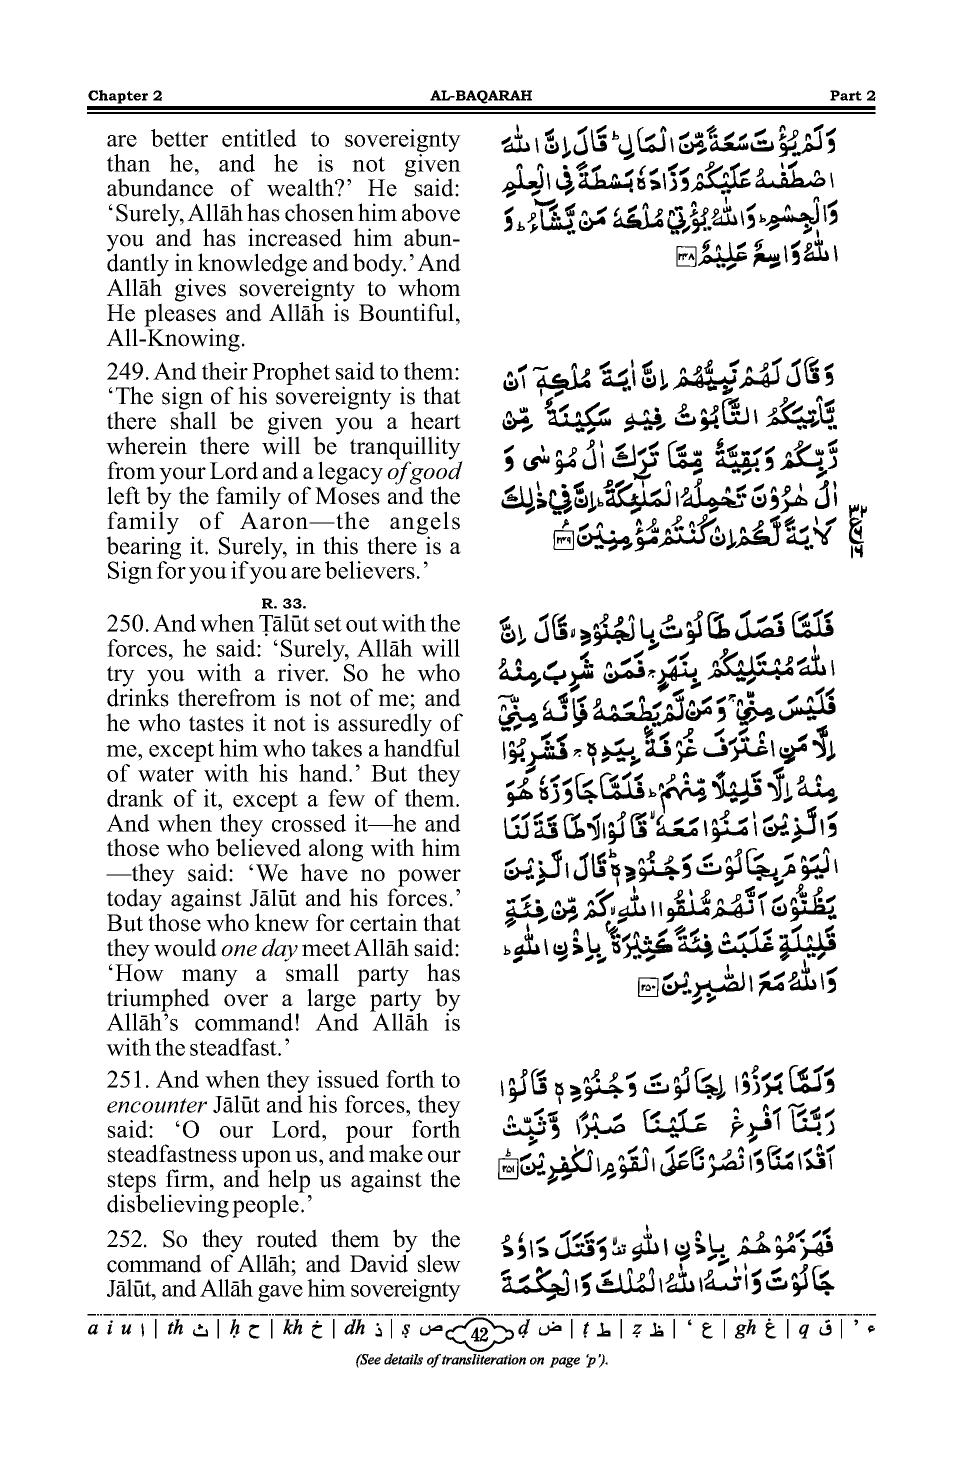 Chapter 2 AL-BAQARAH Part 2
are better entitled to sovereignty
than he, and he is not given
abundance of wealth?’ He said:
‘Surely, Allāh has chosen him above
you and has increased him abun-
dantly in knowledge and body.’ And
Allāh gives sovereignty to whom
He pleases and Allāh is Bountiful,
All-Knowing.
249. And their Prophet said to them:
‘The sign of his sovereignty is that
there shall be given you a heart
wherein there will be tranquillity
from your Lord and a legacy of good
left by the family of Moses and the
family of Aaron—the angels
bearing it. Surely, in this there is a
Sign for you if you are believers.’
R. 33.
250. And when Ṭālūt set out with the
forces, he said: ‘Surely, Allāh will
try you with a river. So he who
drinks therefrom is not of me; and
he who tastes it not is assuredly of
me, except him who takes a handful
of water with his hand.’ But they
drank of it, except a few of them.
And when they crossed it—he and
those who believed along with him
—they said: ‘We have no power
today against Jālūt and his forces.’
But those who knew for certain that
they would one day meet Allāh said:
‘How many a small party has
triumphed over a large party by
Allāh’s command! And Allāh is
with the steadfast.’
251. And when they issued forth to
encounter Jālūt and his forces, they
said: ‘O our Lord, pour forth
steadfastness upon us, and make our
steps firm, and help us against the
disbelieving people.’
252. So they routed them by the
command of Allāh; and David slew
Jālūt, and Allāh gave him sovereignty
وَلَمْ يُؤْتَ سَعَةً مِّنَ الْمَالِ ؕ قَالَ اِنَّ اللّٰهَ
اصْطَفٰىهُ عَلَيْكُمْ وَزَادَهٗ بَسْطَةً فِى الْعِلْمِ
وَالْجِسْمِ ؕ وَاللّٰهُ يُؤْتِيْ مُلْكَهٗ مَنْ يَّشَآءُ ؕ وَ
اللّٰهُ وَاسِعٌ عَلِيْمٌ ۲۴۸
وَقَالَ لَهُمْ نَبِيُّهُمْ اِنَّ اٰيَةَ مُلْكِهٖٓ اَنْ
يَّأْتِيَكُمُ التَّابُوْتُ فِيْهِ سَكِيْنَةٌ مِّنْ
رَّبِّكُمْ وَبَقِيَّةٌ مِّمَّا تَرَكَ اٰلُ مُوْسٰى وَ
اٰلُ هٰرُوْنَ تَحْمِلُهُ الْمَلٰٓئِكَةُ ؕ اِنَّ فِيْ ذٰلِكَ
لَاٰيَةً لَّكُمْ اِنْ كُنْتُمْ مُّؤْمِنِيْنَ ۲۴۹
فَلَمَّا فَصَلَ طَالُوْتُ بِالْجُنُوْدِ ۙ قَالَ اِنَّ
اللّٰهَ مُبْتَلِيْكُمْ بِنَهَرٍ ۚ فَمَنْ شَرِبَ مِنْهُ
فَلَيْسَ مِنِّيْ ۚ وَمَنْ لَّمْ يَطْعَمْهُ فَاِنَّهٗ مِنِّيْٓ
اِلَّا مَنِ اغْتَرَفَ غُرْفَةًۢ بِيَدِهٖ ۚ فَشَرِبُوْا
مِنْهُ اِلَّا قَلِيْلًا مِّنْهُمْ ؕ فَلَمَّا جَاوَزَهٗ هُوَ
وَالَّذِيْنَ اٰمَنُوْا مَعَهٗ ۙ قَالُوْا لَا طَاقَةَ لَنَا
الْيَوْمَ بِجَالُوْتَ وَجُنُوْدِهٖ ؕ قَالَ الَّذِيْنَ
يَظُنُّوْنَ اَنَّهُمْ مُّلٰقُوا اللّٰهِ ۙ كَمْ مِّنْ فِئَةٍ
قَلِيْلَةٍ غَلَبَتْ فِئَةً كَثِيْرَةًۢ بِاِذْنِ اللّٰهِ ؕ
وَاللّٰهُ مَعَ الصّٰبِرِيْنَ ۲۵۰
وَلَمَّا بَرَزُوْا لِجَالُوْتَ وَجُنُوْدِهٖ قَالُوْا
رَبَّنَآ اَفْرِغْ عَلَيْنَا صَبْرًا وَّثَبِّتْ
اَقْدَامَنَا وَانْصُرْنَا عَلَى الْقَوْمِ الْكٰفِرِيْنَ ۲۵۱
فَهَزَمُوْهُمْ بِاِذْنِ اللّٰهِ وَقَتَلَ دَاوٗدُ
جَالُوْتَ وَاٰتٰىهُ اللّٰهُ الْمُلْكَ وَالْحِكْمَةَ
a i u ا | th ث | ḥ ح | kh خ | dh ذ | ṣ ص 42 ḍ ض | ṭ ط | ẓ ظ | ‘ ع | gh غ | q ق | ’ ء
(See details of transliteration on page ‘p’).